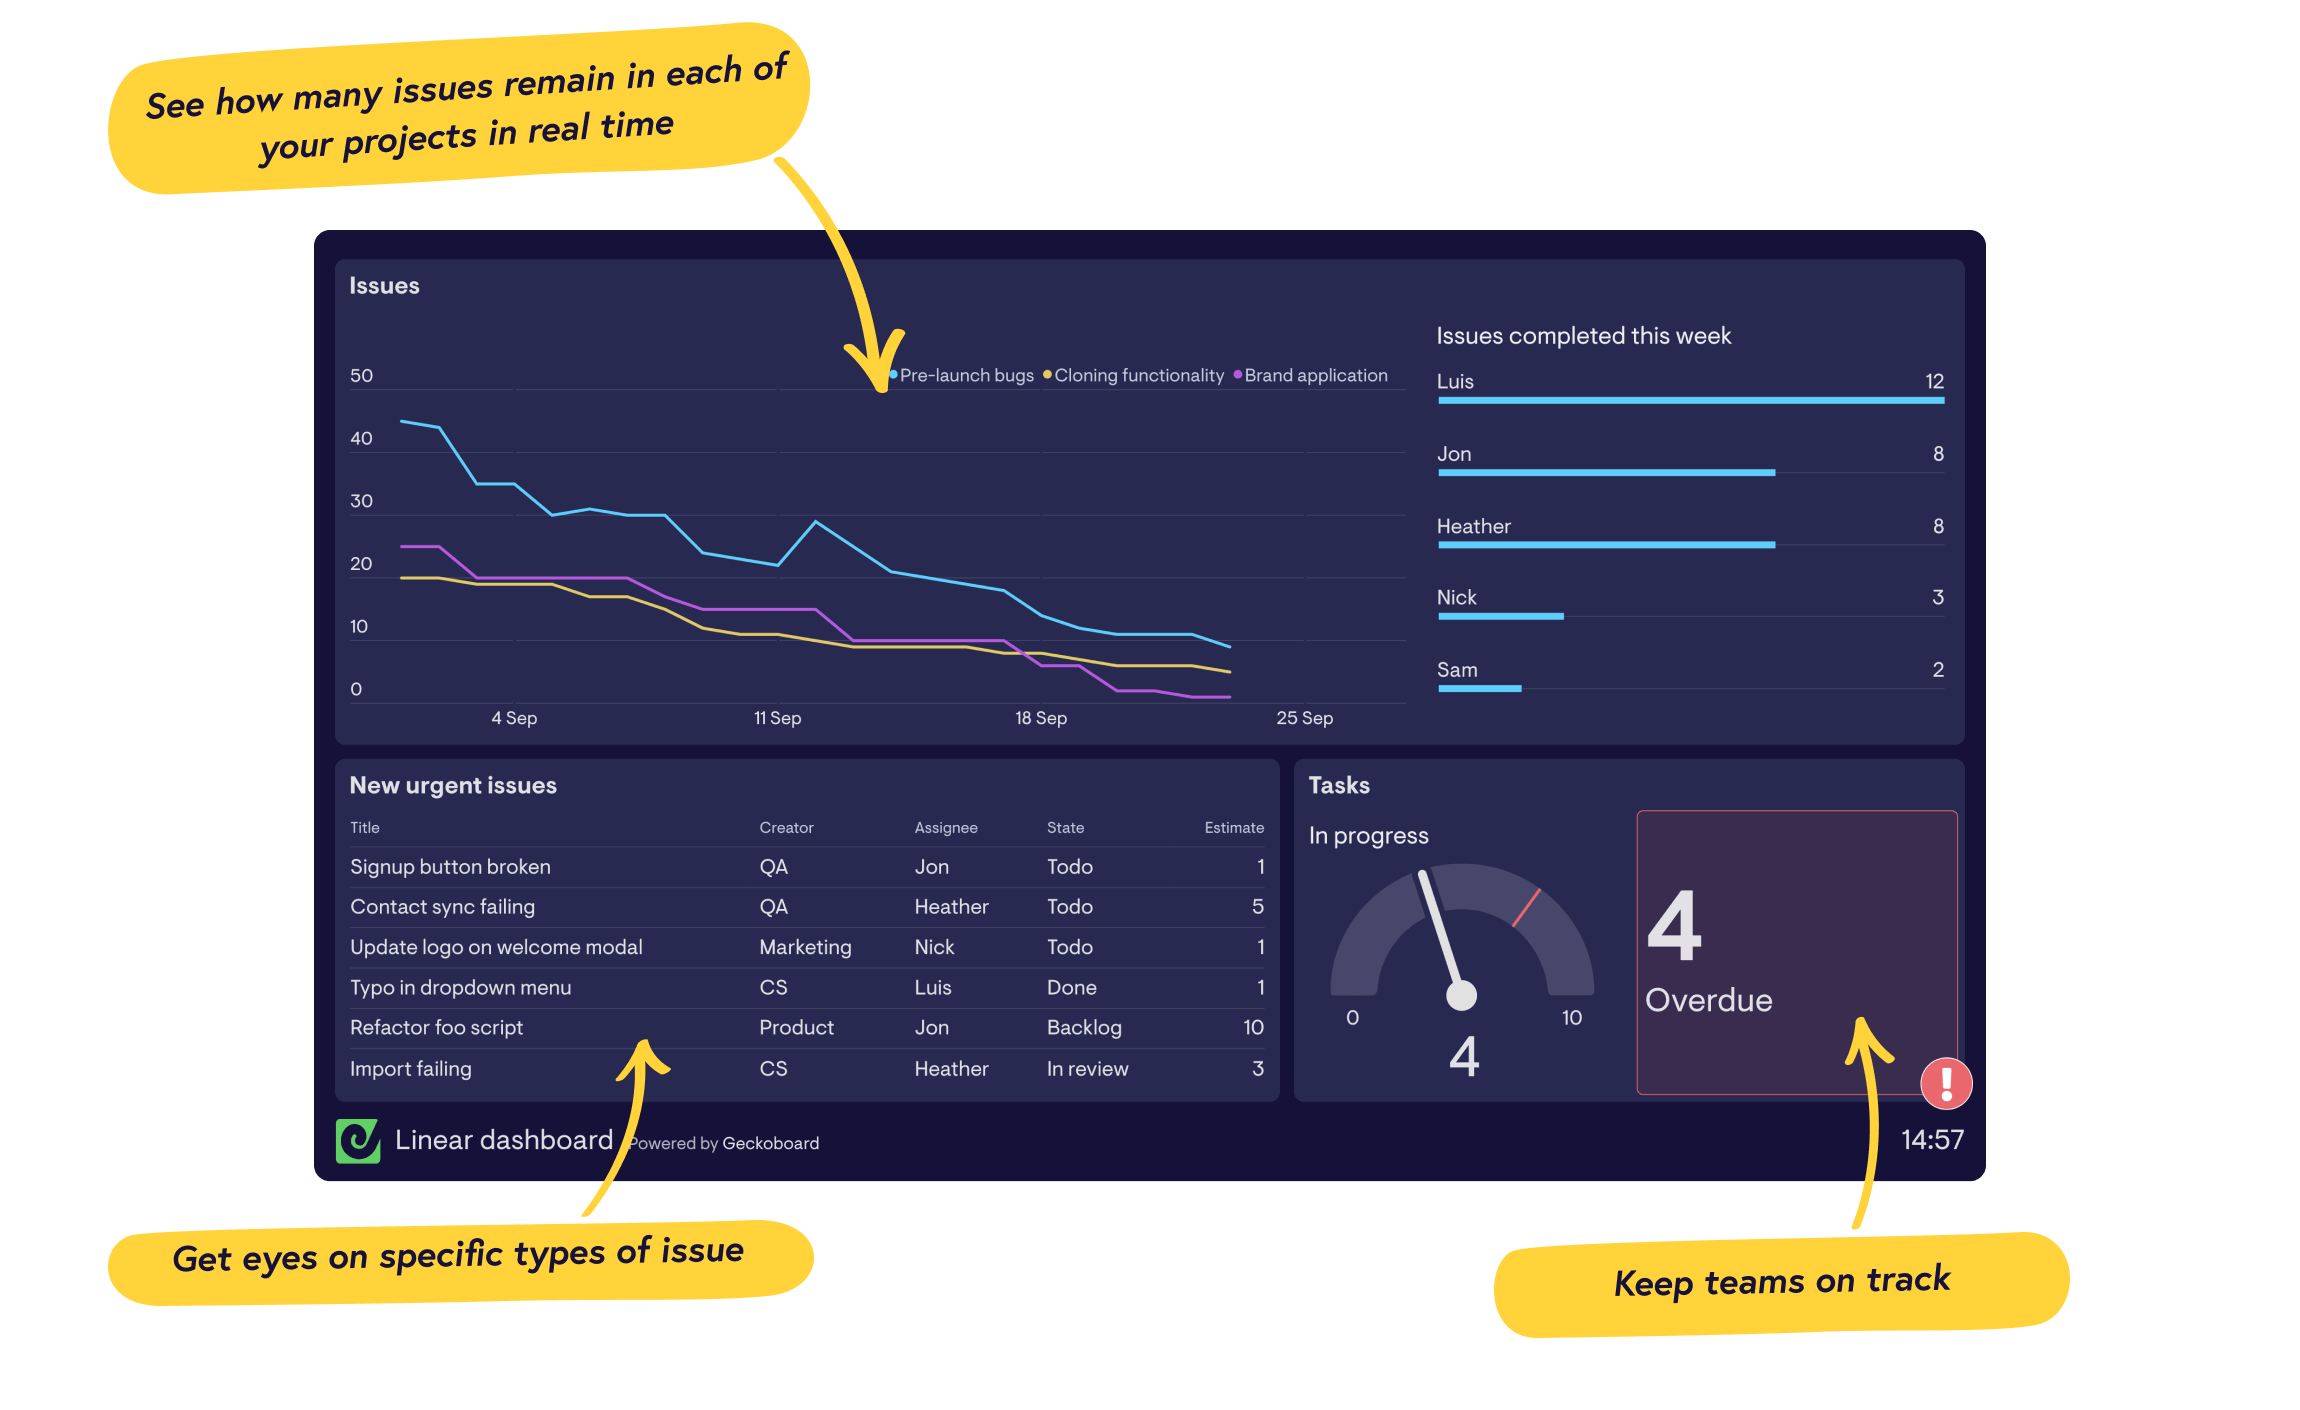 See how many issues remain in each of
your projects in real time
Issues
Pre-launch bugs Cloning functionality Brand application
50
40
30
20
10
0
4 Sep 11 Sep 18 Sep 25 Sep
Issues completed this week
Luis 12
Jon 8
Heather 8
Nick 3
Sam 2
New urgent issues
Title Creator Assignee State Estimate
Signup button broken QA Jon Todo 1
Contact sync failing QA Heather Todo 5
Update logo on welcome modal Marketing Nick Todo 1
Typo in dropdown menu CS Luis Done 1
Refactor foo script Product Jon Backlog 10
Import failing CS Heather In review 3
Tasks
In progress
0 10
4
4
Overdue
!
Linear dashboard Powered by Geckoboard
14:57
Get eyes on specific types of issue
Keep teams on track